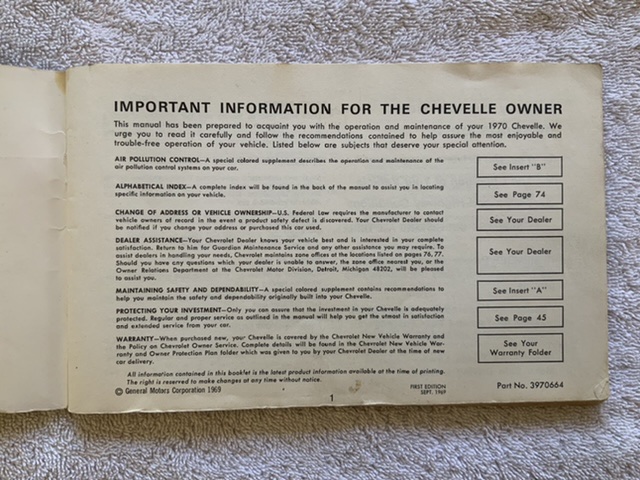 IMPORTANT INFORMATION FOR THE CHEVELLE OWNER
This manual has been prepared to acquaint you with the operation and maintenance of your 1970 Chevelle. We
urge you to read it carefully and follow the recommendations contained to help assure the most enjoyable and
trouble-free operation of your vehicle. Listed below are subjects that deserve your special attention.
AIR POLLUTION CONTROL—A special colored supplement describes the operation and maintenance of the
air pollution control systems on your car.
See Insert "B"
ALPHABETICAL INDEX—A complete index will be found in the back of the manual to assist you in locating
specific information on your vehicle.
See Page 74
CHANGE OF ADDRESS OR VEHICLE OWNERSHIP—U.S. Federal Law requires the manufacturer to contact
vehicle owners of record in the event a product safety defect is discovered. Your Chevrolet Dealer should
be notified if you change your address or purchased this car used.
See Your Dealer
DEALER ASSISTANCE—Your Chevrolet Dealer knows your vehicle best and is interested in your complete
satisfaction. Return to him for Guardian Maintenance Service and any other assistance you may require. To
assist dealers in handling your needs, Chevrolet maintains zone offices at the locations listed on pages 76, 77.
Should you have any questions which your dealer is unable to answer, the zone office nearest you, or the
Owner Relations Department at the Chevrolet Motor Division, Detroit, Michigan 48202, will be pleased
to assist you.
See Your Dealer
MAINTAINING SAFETY AND DEPENDABILITY—A special colored supplement contains recommendations to
help you maintain the safety and dependability originally built into your Chevelle.
See Insert "A"
PROTECTING YOUR INVESTMENT—Only you can assure that the investment in your Chevelle is adequately
protected. Regular and proper service as outlined in the manual will help you get the utmost in satisfaction
and extended service from your car.
See Page 45
WARRANTY—When purchased new, your Chevelle is covered by the Chevrolet New Vehicle Warranty and
the Policy on Chevrolet Owner Service. Complete details will be found in the Chevrolet New Vehicle War-
ranty and Owner Protection Plan folder which was given to you by your Chevrolet Dealer at the time of new
car delivery.
See Your
Warranty Folder
All information contained in this booklet is the latest product information available at the time of printing.
The right is reserved to make changes at any time without notice.
© General Motors Corporation 1969
FIRST EDITION
SEPT. 1969
Part No. 3970664
1